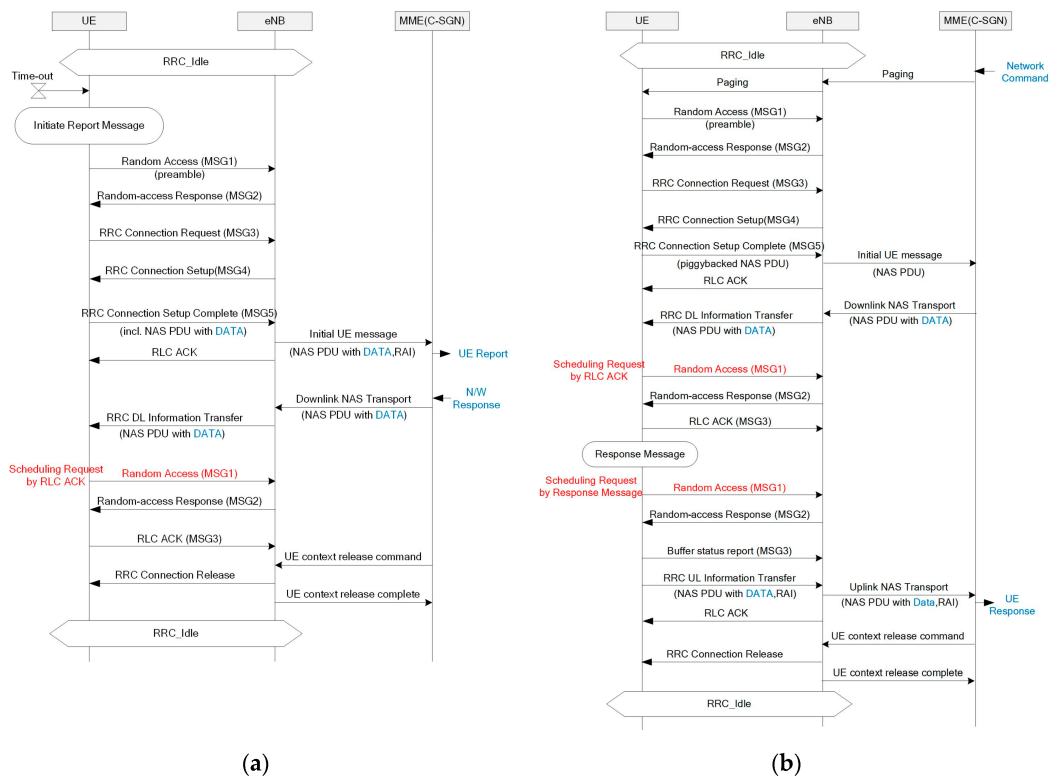 UE
eNB
MME(C-SGN)
RRC_Idle
Time-out
Initiate Report Message
Random Access (MSG1)
(preamble)
Random-access Response (MSG2)
RRC Connection Request (MSG3)
RRC Connection Setup(MSG4)
RRC Connection Setup Complete (MSG5)
(incl. NAS PDU with DATA)
Initial UE message
(NAS PDU with DATA,RAI)
RLC ACK
UE Report
N/W
Response
Downlink NAS Transport
(NAS PDU with DATA)
RRC DL Information Transfer
(NAS PDU with DATA)
Scheduling Request
by RLC ACK
Random Access (MSG1)
Random-access Response (MSG2)
RLC ACK (MSG3)
UE context release command
RRC Connection Release
UE context release complete
RRC_Idle
(a)
UE
eNB
MME(C-SGN)
RRC_Idle
Network
Command
Paging
Paging
Random Access (MSG1)
(preamble)
Random-access Response (MSG2)
RRC Connection Request (MSG3)
RRC Connection Setup(MSG4)
RRC Connection Setup Complete (MSG5)
(piggybacked NAS PDU)
Initial UE message
(NAS PDU)
RLC ACK
Downlink NAS Transport
(NAS PDU with DATA)
RRC DL Information Transfer
(NAS PDU with DATA)
Scheduling Request
by RLC ACK
Random Access (MSG1)
Random-access Response (MSG2)
RLC ACK (MSG3)
Response Message
Scheduling Request
by Response Message
Random Access (MSG1)
Random-access Response (MSG2)
Buffer status report (MSG3)
RRC UL Information Transfer
(NAS PDU with DATA,RAI)
Uplink NAS Transport
(NAS PDU with Data,RAI)
UE
Response
RLC ACK
UE context release command
RRC Connection Release
UE context release complete
RRC_Idle
(b)